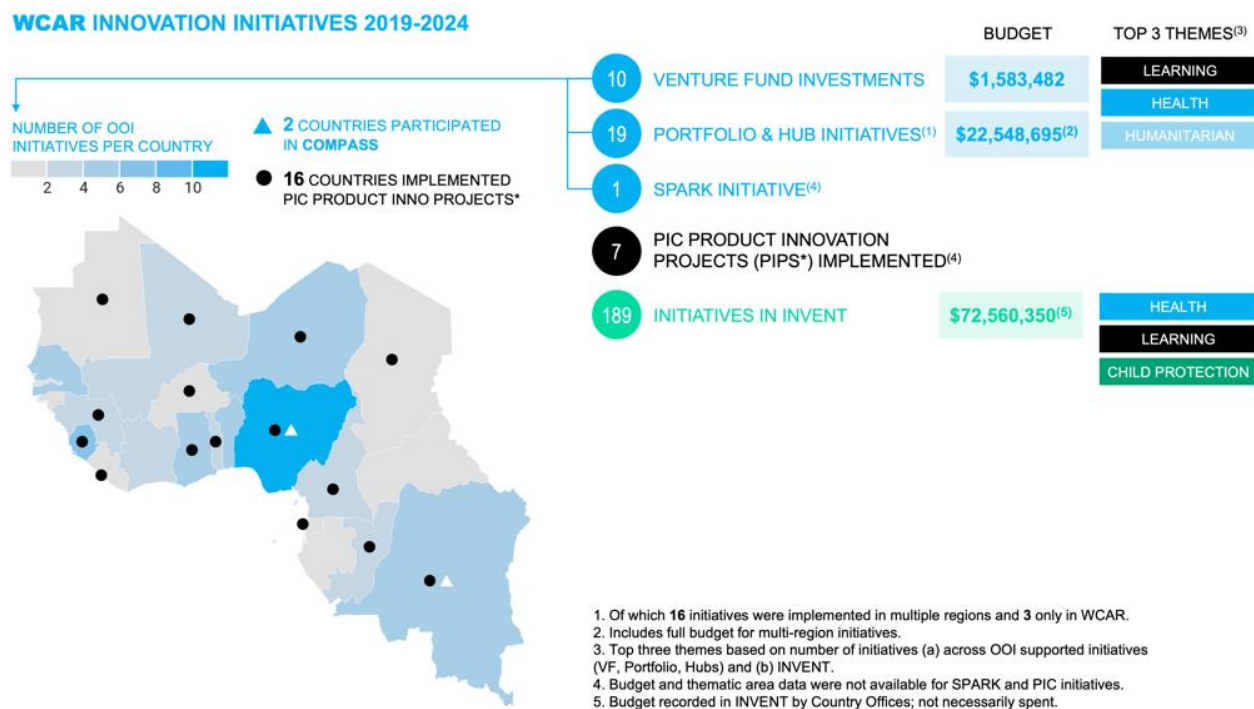 WCAR INNOVATION INITIATIVES 2019-2024
NUMBER OF OOI
INITIATIVES PER COUNTRY
2 4 6 8 10
2 COUNTRIES PARTICIPATED
IN COMPASS
16 COUNTRIES IMPLEMENTED
PIC PRODUCT INNO PROJECTS*
BUDGET
TOP 3 THEMES(3)
10 VENTURE FUND INVESTMENTS $1,583,482
19 PORTFOLIO & HUB INITIATIVES(1) $22,548,695(2)
LEARNING
HEALTH
HUMANITARIAN
1 SPARK INITIATIVE(4)
7 PIC PRODUCT INNOVATION
PROJECTS (PIPS*) IMPLEMENTED(4)
189 INITIATIVES IN INVENT $72,560,350(5)
HEALTH
LEARNING
CHILD PROTECTION
1. Of which 16 initiatives were implemented in multiple regions and 3 only in WCAR.
2. Includes full budget for multi-region initiatives.
3. Top three themes based on number of initiatives (a) across OOI supported initiatives
(VF, Portfolio, Hubs) and (b) INVENT.
4. Budget and thematic area data were not available for SPARK and PIC initiatives.
5. Budget recorded in INVENT by Country Offices; not necessarily spent.